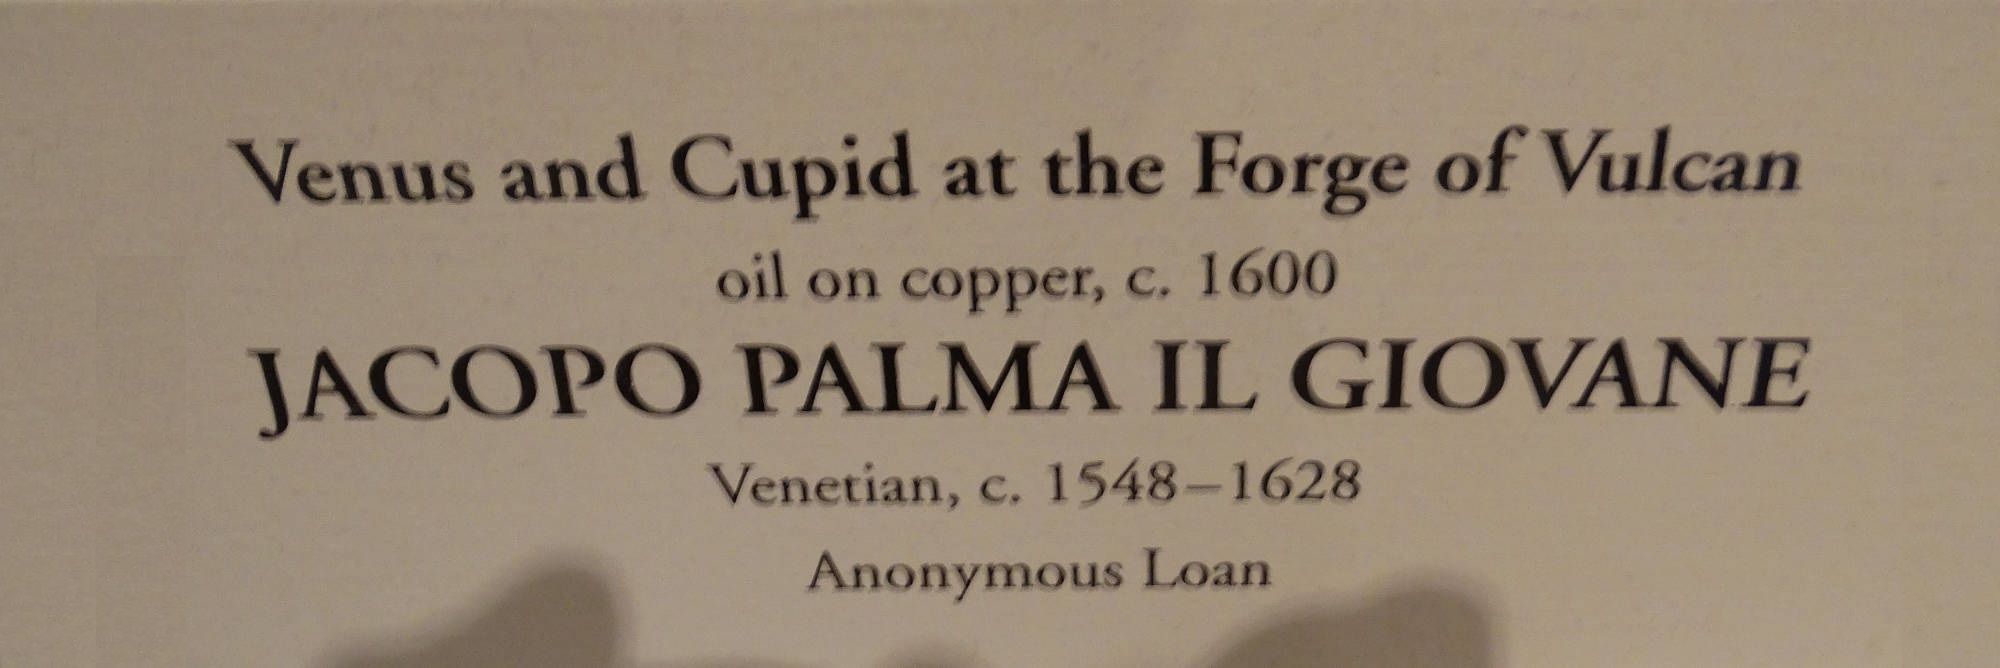 Venus and Cupid at the Forge of Vulcan
oil on copper, c. 1600
JACOPO PALMA IL GIOVANE
Venetian, c. 1548–1628
Anonymous Loan